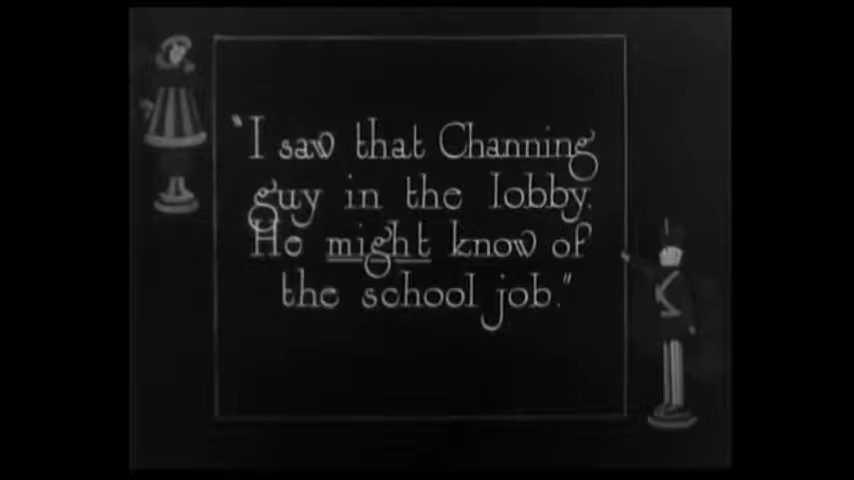 "I saw that Channing
guy in the lobby.
He might know of
the school job."